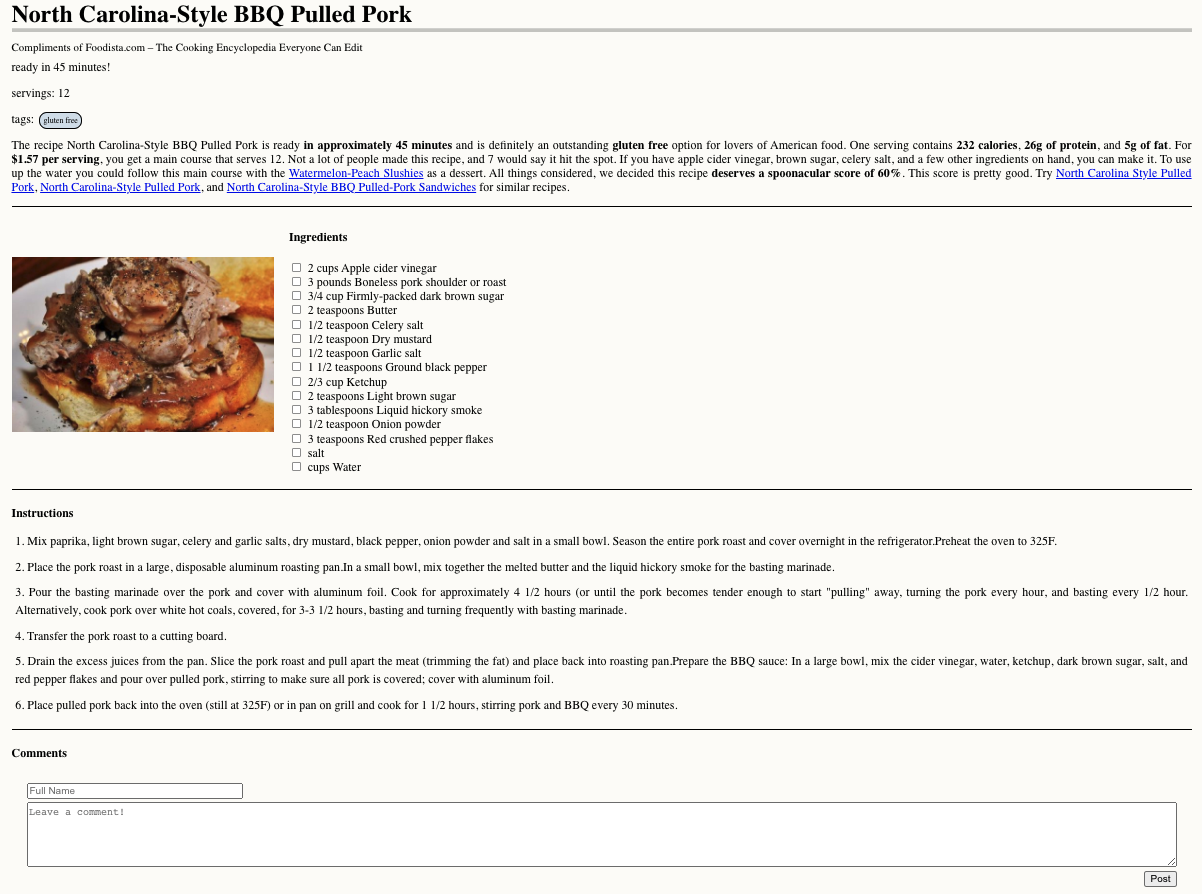 North Carolina-Style BBQ Pulled Pork
Compliments of Foodista.com – The Cooking Encyclopedia Everyone Can Edit
ready in 45 minutes!
servings: 12
tags: gluten free
The recipe North Carolina-Style BBQ Pulled Pork is ready in approximately 45 minutes and is definitely an outstanding gluten free option for lovers of American food. One serving contains 232 calories, 26g of protein, and 5g of fat. For
$1.57 per serving, you get a main course that serves 12. Not a lot of people made this recipe, and 7 would say it hit the spot. If you have apple cider vinegar, brown sugar, celery salt, and a few other ingredients on hand, you can make it. To use
up the water you could follow this main course with the Watermelon-Peach Slushies as a dessert. All things considered, we decided this recipe deserves a spoonacular score of 60%. This score is pretty good. Try North Carolina Style Pulled
Pork, North Carolina-Style Pulled Pork, and North Carolina-Style BBQ Pulled-Pork Sandwiches for similar recipes.
Ingredients
2 cups Apple cider vinegar
3 pounds Boneless pork shoulder or roast
3/4 cup Firmly-packed dark brown sugar
2 teaspoons Butter
1/2 teaspoon Celery salt
1/2 teaspoon Dry mustard
1/2 teaspoon Garlic salt
1 1/2 teaspoons Ground black pepper
2/3 cup Ketchup
2 teaspoons Light brown sugar
3 tablespoons Liquid hickory smoke
1/2 teaspoon Onion powder
3 teaspoons Red crushed pepper flakes
salt
cups Water
Instructions
1. Mix paprika, light brown sugar, celery and garlic salts, dry mustard, black pepper, onion powder and salt in a small bowl. Season the entire pork roast and cover overnight in the refrigerator.Preheat the oven to 325F.
2. Place the pork roast in a large, disposable aluminum roasting pan.In a small bowl, mix together the melted butter and the liquid hickory smoke for the basting marinade.
3. Pour the basting marinade over the pork and cover with aluminum foil. Cook for approximately 4 1/2 hours (or until the pork becomes tender enough to start "pulling" away, turning the pork every hour, and basting every 1/2 hour.
Alternatively, cook pork over white hot coals, covered, for 3-3 1/2 hours, basting and turning frequently with basting marinade.
4. Transfer the pork roast to a cutting board.
5. Drain the excess juices from the pan. Slice the pork roast and pull apart the meat (trimming the fat) and place back into roasting pan.Prepare the BBQ sauce: In a large bowl, mix the cider vinegar, water, ketchup, dark brown sugar, salt, and
red pepper flakes and pour over pulled pork, stirring to make sure all pork is covered; cover with aluminum foil.
6. Place pulled pork back into the oven (still at 325F) or in pan on grill and cook for 1 1/2 hours, stirring pork and BBQ every 30 minutes.
Comments
Full Name
Leave a comment!
Post